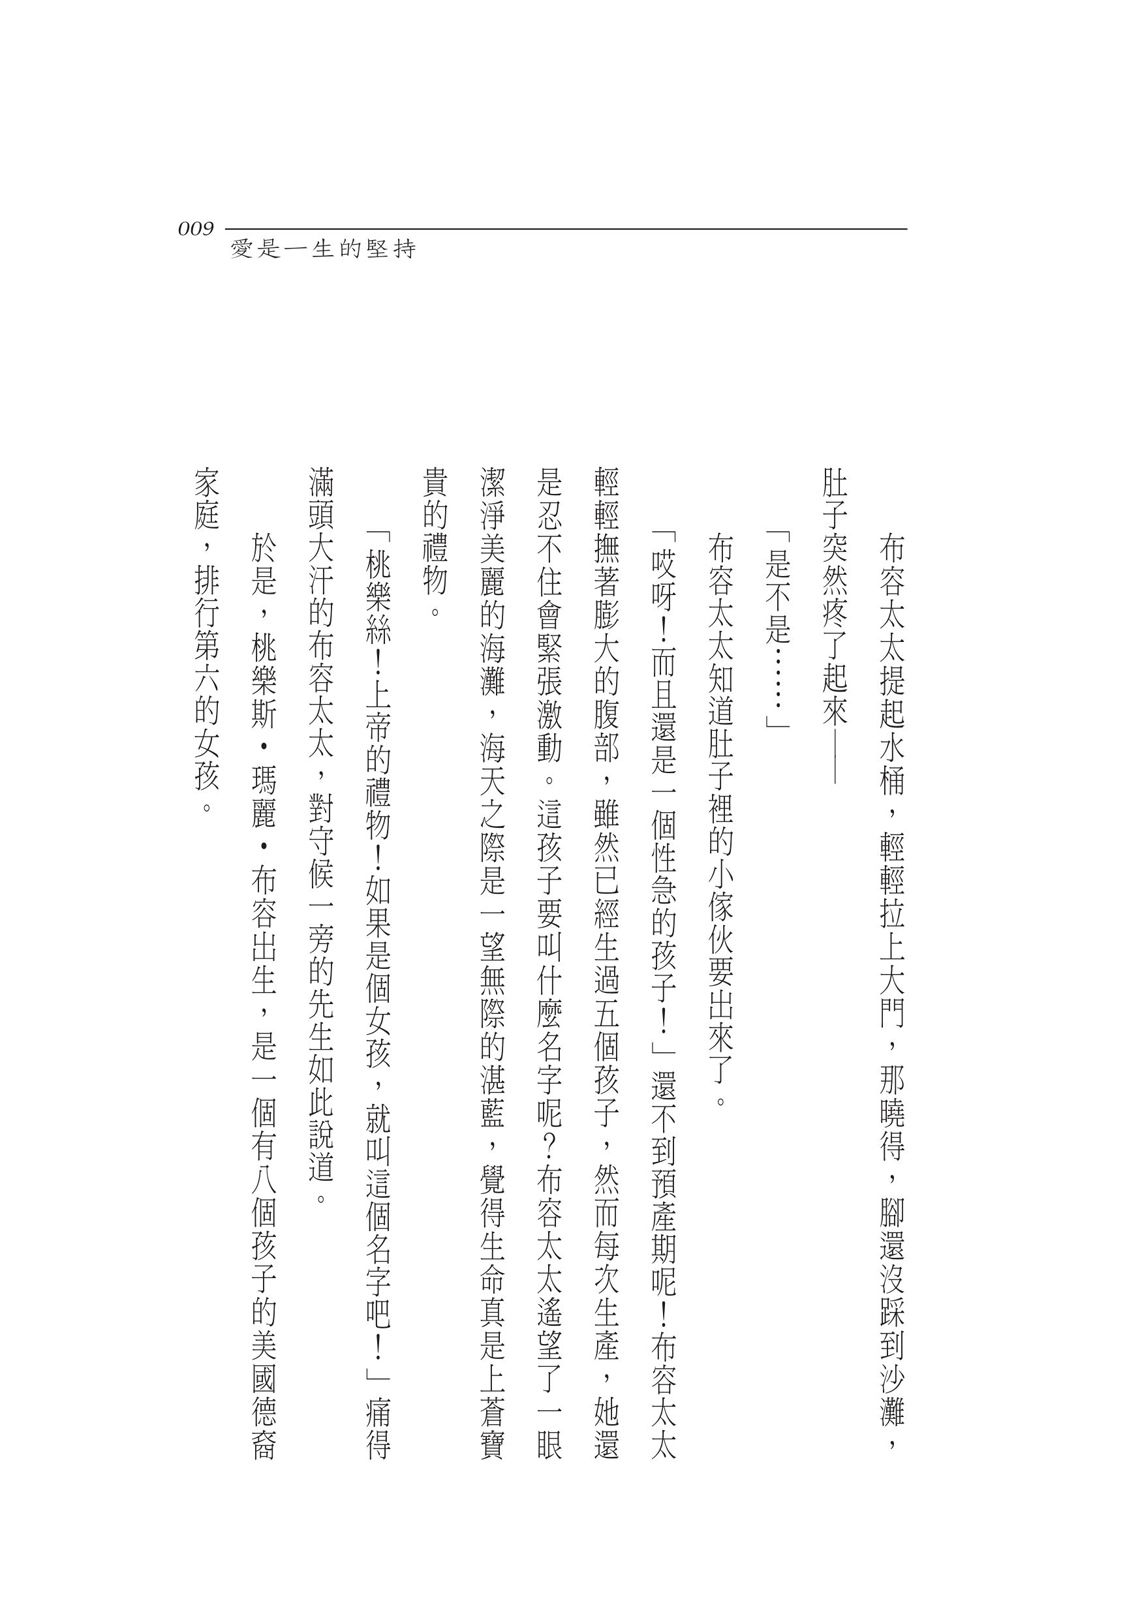 009
愛是一生的堅持
布容太太提起水桶，輕輕拉上大門，那曉得，腳還沒踩到沙灘，
肚子突然疼了起來——
「是不是……」
布容太太知道肚子裡的小傢伙要出來了。
「哎呀！而且還是一個性急的孩子！」還不到預產期呢！布容太太
輕輕撫著膨大的腹部，雖然已經生過五個孩子，然而每次生產，她還
是忍不住會緊張激動。這孩子要叫什麼名字呢？布容太太遙望了一眼
潔淨美麗的海灘，海天之際是一望無際的湛藍，覺得生命真是上蒼寶
貴的禮物。
「桃樂絲！上帝的禮物！如果是個女孩，就叫這個名字吧！」痛得
滿頭大汗的布容太太，對守候一旁的先生如此說道。
於是，桃樂斯•瑪麗•布容出生，是一個有八個孩子的美國德裔
家庭，排行第六的女孩。